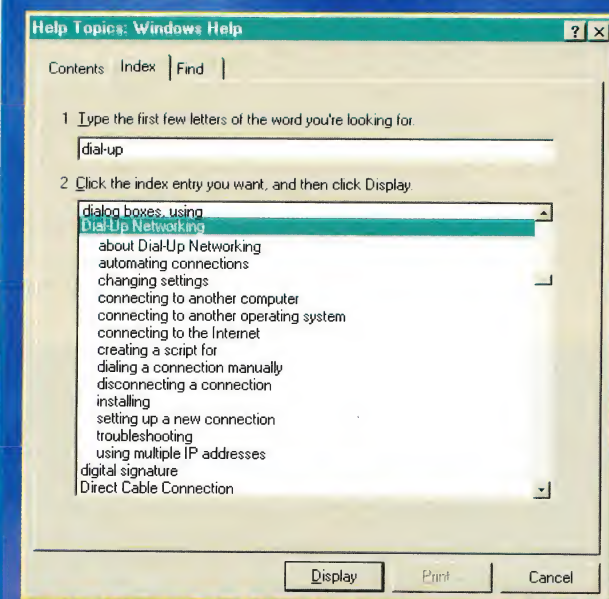 Help Topics: Windows Help
? ×
Contents Index Find
1 Type the first few letters of the word you're looking for.
dial-up
2 Click the index entry you want, and then click Display.
dialog boxes, using
Dial-Up Networking
about Dial-Up Networking
automating connections
changing settings
connecting to another computer
connecting to another operating system
connecting to the Internet
creating a script for
dialing a connection manually
disconnecting a connection
installing
setting up a new connection
troubleshooting
using multiple IP addresses
digital signature
Direct Cable Connection
Display Print... Cancel